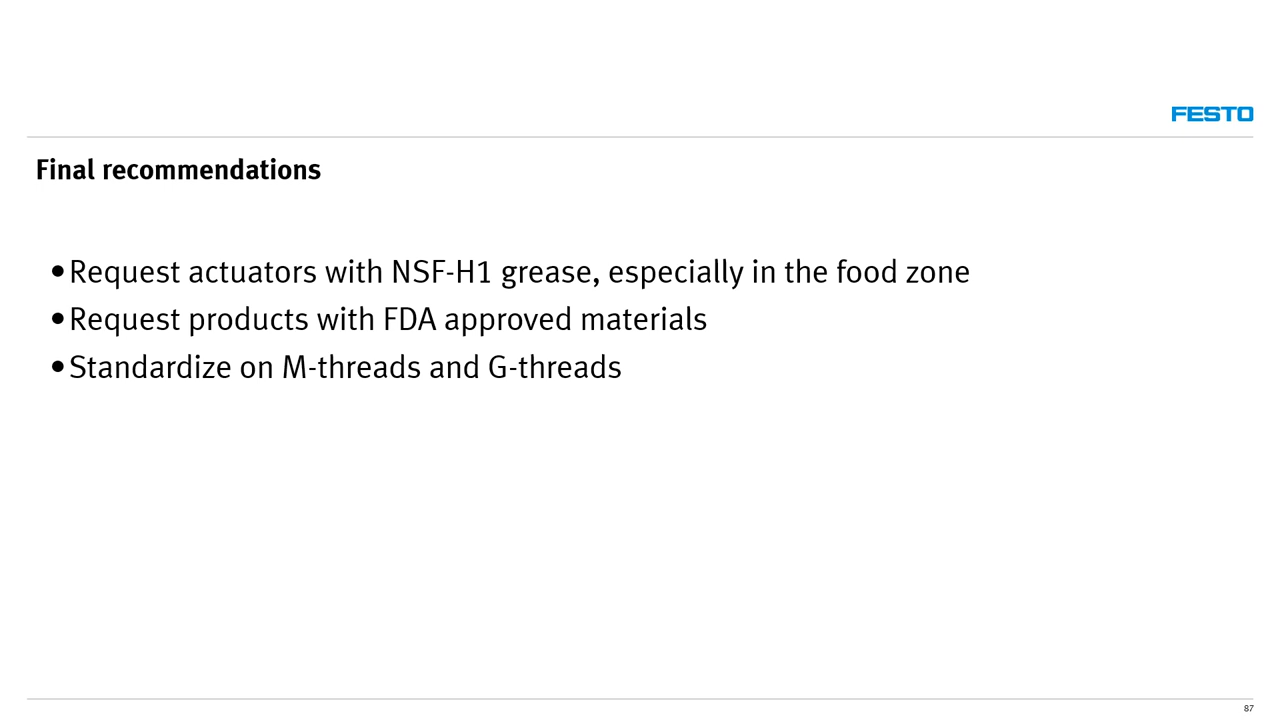 FESTO
Final recommendations
•Request actuators with NSF-H1 grease, especially in the food zone
•Request products with FDA approved materials
•Standardize on M-threads and G-threads
87